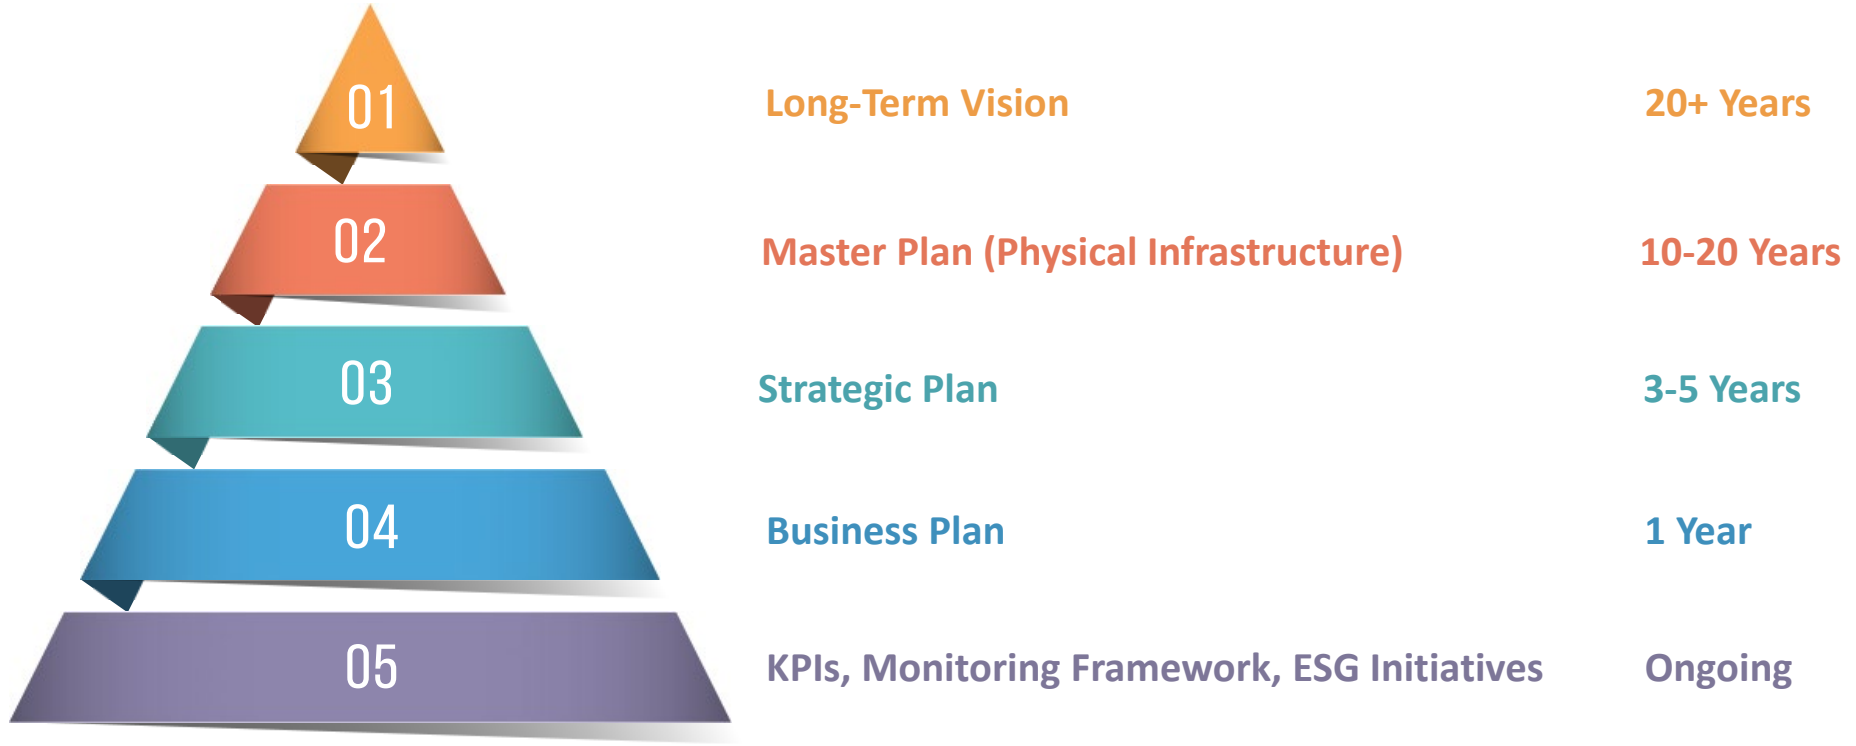 01 Long-Term Vision 20+ Years
02 Master Plan (Physical Infrastructure) 10-20 Years
03 Strategic Plan 3-5 Years
04 Business Plan 1 Year
05 KPIs, Monitoring Framework, ESG Initiatives Ongoing